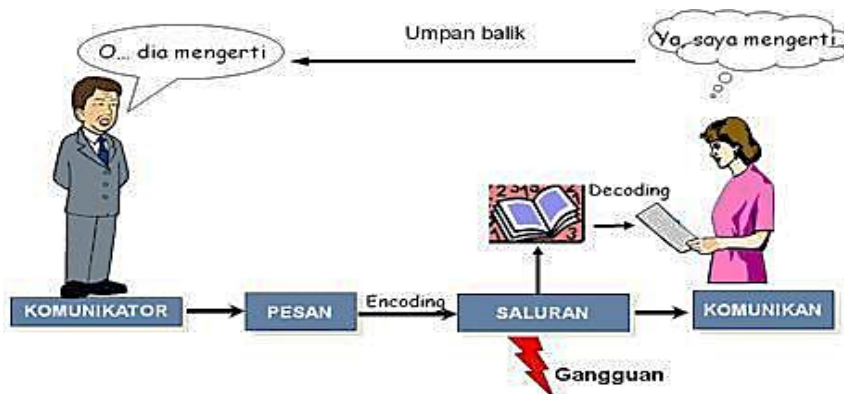 Umpan balik
O... dia mengerti
Ya, saya mengerti
Decoding
KOMUNIKATOR
PESAN
Encoding
SALURAN
KOMUNIKAN
Gangguan